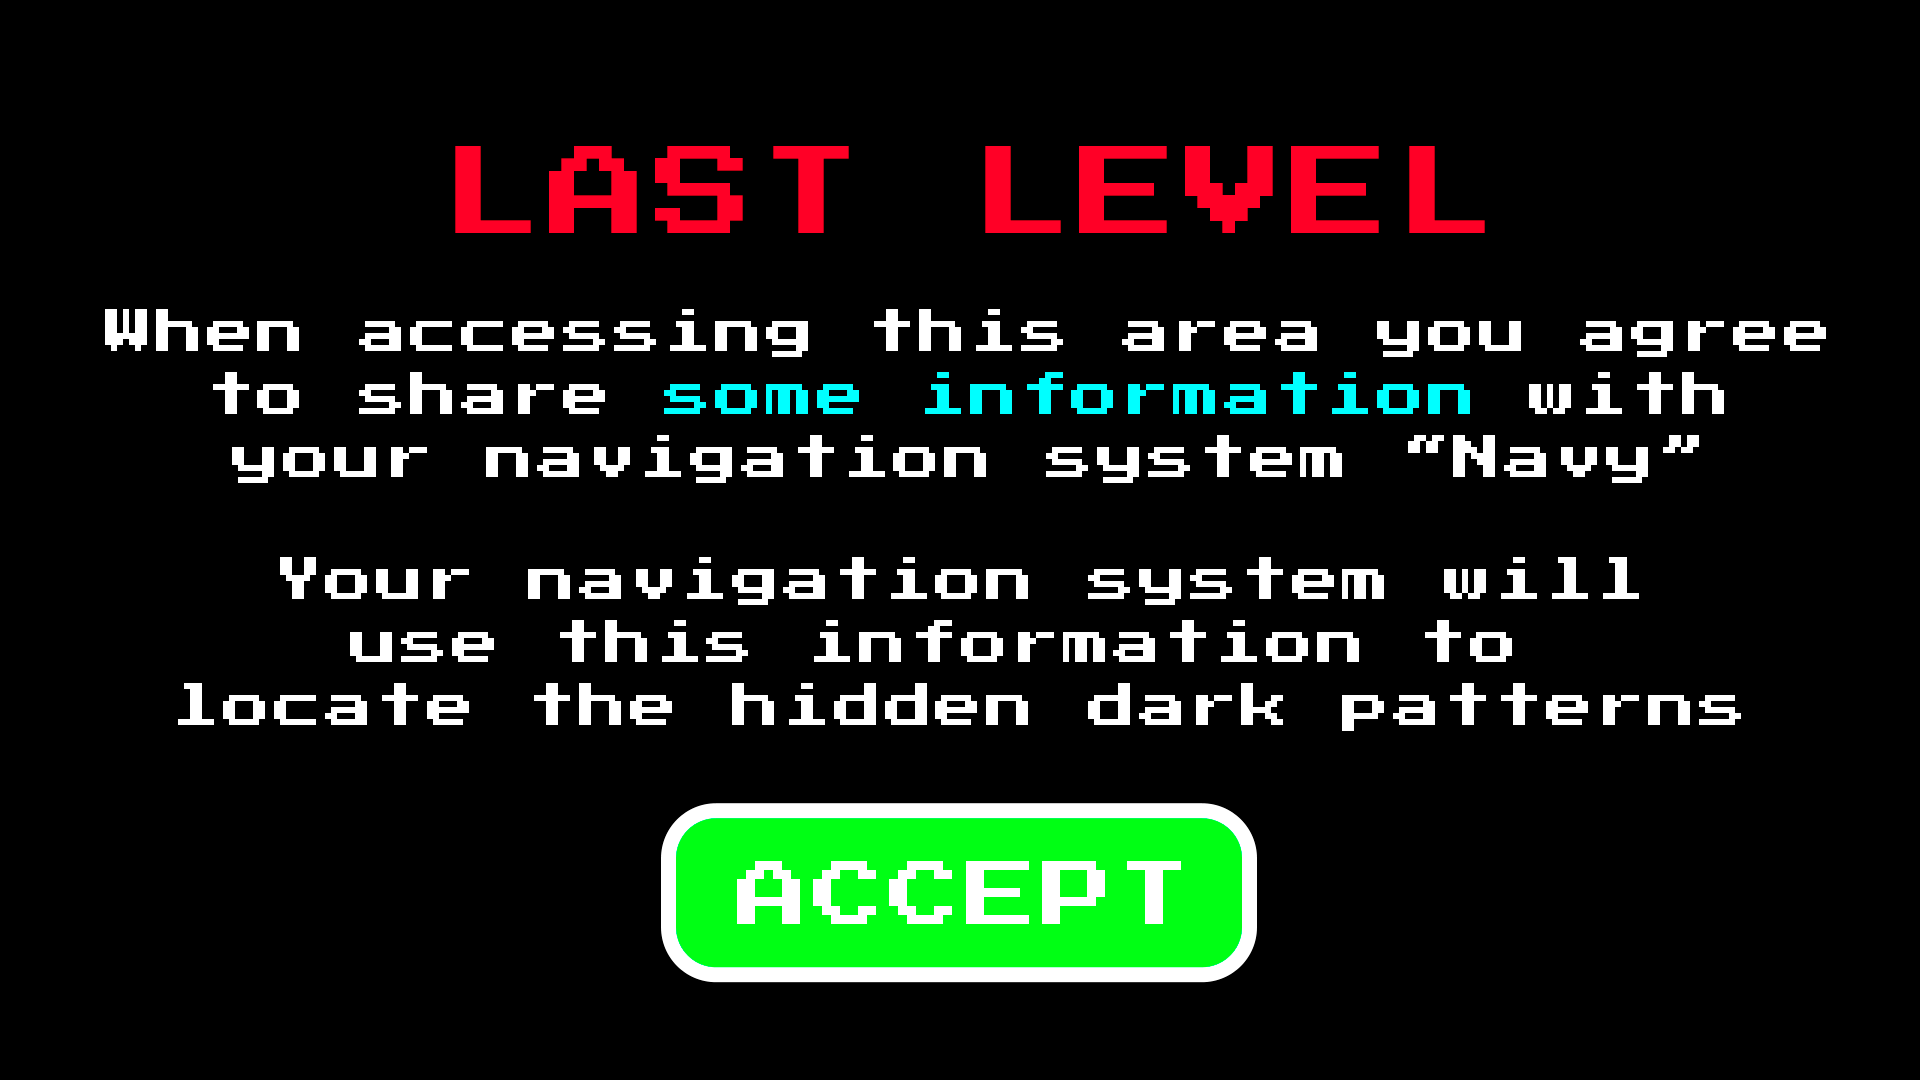 LAST LEVEL
When accessing this area you agree
to share some information with
your navigation system “Navy”
Your navigation system will
use this information to
locate the hidden dark patterns
ACCEPT